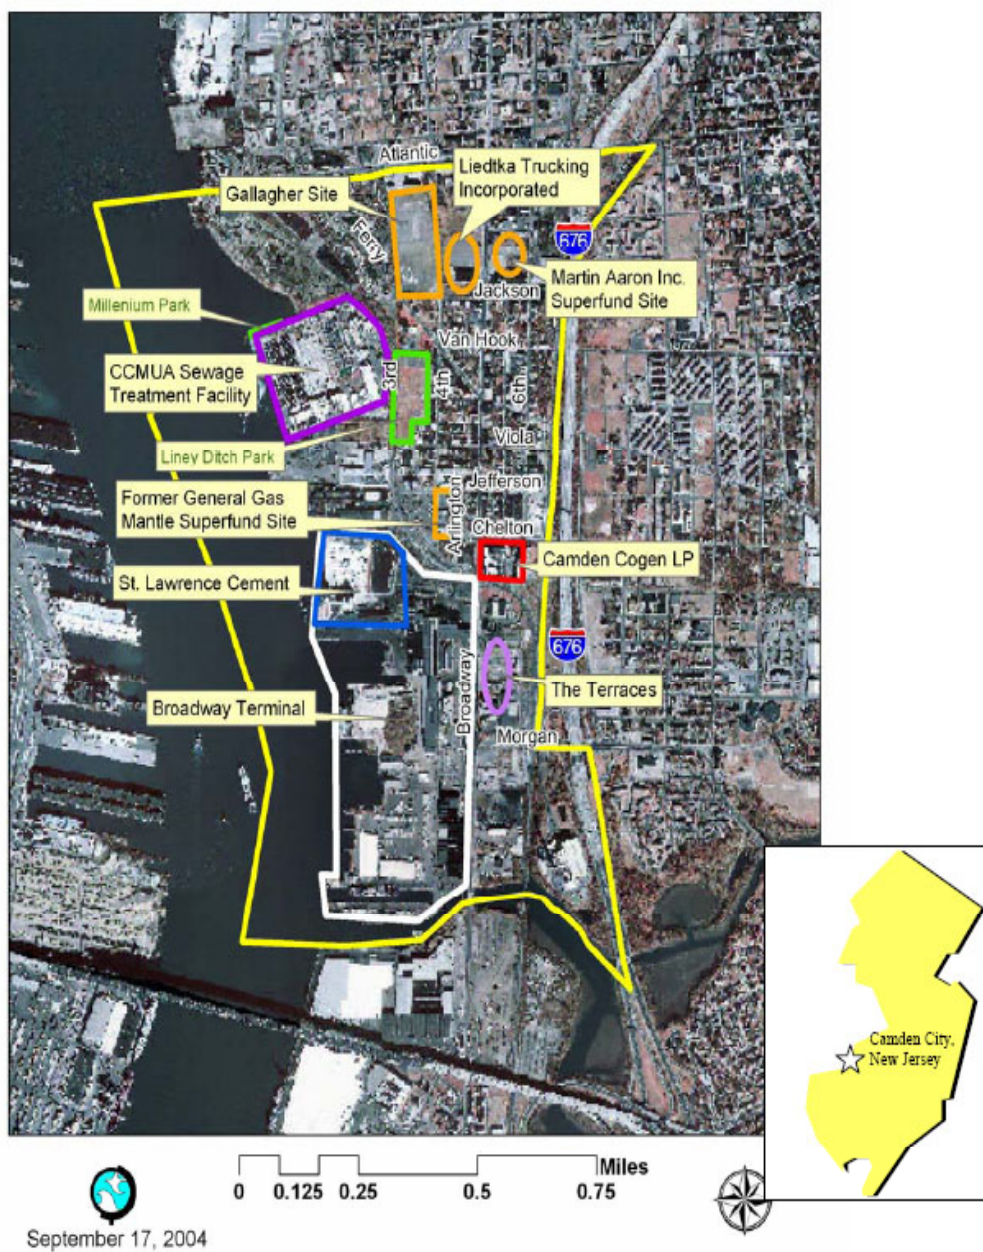 Atlantic
Liedtka Trucking
Incorporated
Gallagher Site
Ferry
676
Martin Aaron Inc.
Superfund Site
Jackson
Millenium Park
Van Hook
CCMUA Sewage
Treatment Facility
3rd
4th
6th
Viola
Liney Ditch Park
Jefferson
Former General Gas
Mantle Superfund Site
Arlington
Chelton
Camden Cogen LP
St. Lawrence Cement
676
The Terraces
Broadway
Broadway Terminal
Morgan
Camden City,
New Jersey
Miles
0 0.125 0.25 0.5 0.75
September 17, 2004